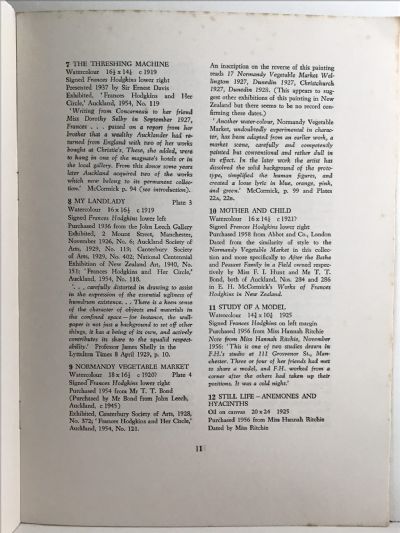 7 THE THRESHING MACHINE
Watercolour 16½ x 14¾ c 1919
Signed Frances Hodgkins lower right
Presented 1937 by Sir Ernest Davis
Exhibited, 'Frances Hodgkins and Her
Circle,' Auckland, 1954, No. 119
'Writing from Concarneau to her friend
Miss Dorothy Selby in September 1927,
Frances . . . passed on a report from her
brother that a wealthy Aucklander had re-
turned from England with two of her works
bought at Christie's. These, she added, were
to hang in one of the magnate's hotels or in
the local gallery. From this donor some years
later Auckland acquired two of the works
which now belong to its permanent collec-
tion.' McCormick p. 94 (see introduction).
8 MY LANDLADY Plate 3
Watercolour 16 x 16½ c 1919
Signed Frances Hodgkins lower left
Purchased 1936 from the John Leech Gallery
Exhibited, 2 Mount Street, Manchester,
November 1926, No. 6; Auckland Society of
Arts, 1929, No. 119; Canterbury Society of
Arts, 1929, No. 402; National Centennial
Exhibition of New Zealand Art, 1940, No.
151; 'Frances Hodgkins and Her Circle,'
Auckland, 1954, No. 118.
'. . . carefully distorted in drawing to assist
in the expression of the essential ugliness of
humdrum existence. . . There is a keen sense
of the character of objects and materials in
the confined space—for instance, the wall-
paper is not just a background to set off other
things, it has a being of its own, and actively
contributes its share to the squalid respect-
ability.' Professor James Shelly in the
Lyttelton Times 8 April 1929, p. 10.
9 NORMANDY VEGETABLE MARKET
Watercolour 18 x 16½ c 1920? Plate 4
Signed Frances Hodgkins lower right
Purchased 1954 from Mr T. T. Bond
(Purchased by Mr Bond from John Leech,
Auckland, c 1945)
Exhibited, Canterbury Society of Arts, 1928,
No. 372; 'Frances Hodgkins and Her Circle,'
Auckland, 1954, No. 121.
An inscription on the reverse of this painting
reads 17 Normandy Vegetable Market Wel-
lington 1927, Dunedin 1927, Christchurch
1927, Dunedin 1928. (This appears to sug-
gest other exhibitions of this painting in New
Zealand but there seems to be no record con-
firming these dates.)
'Another water-colour, Normandy Vegetable
Market, undoubtedly experimental in charac-
ter, has been adapted from an earlier work, a
market scene, carefully and competently
painted but conventional and rather dull in
its effect. In the later work the artist has
dissolved the solid background of the proto-
type, simplified the human figures, and
created a loose lyric in blue, orange, pink,
and green.' McCormick, p. 99 and Plates
22a, 22n.
10 MOTHER AND CHILD
Watercolour 16 x 14½ c 1921?
Signed Frances Hodgkins lower right
Purchased 1958 from Abbot and Co., London
Dated from the similarity of style to the
Normandy Vegetable Market in this collec-
tion and more specifically to After the Baths
and Peasant Family in a Field owned respec-
tively by Miss F. I. Hunt and Mr T. T.
Bond, both of Auckland, Nos. 284 and 286
in E. H. McCormick's Works of Frances
Hodgkins in New Zealand.
11 STUDY OF A MODEL
Watercolour 14¾ x 10¾ 1925
Signed Frances Hodgkins on left margin
Purchased 1956 from Miss Hannah Ritchie
Note from Miss Hannah Ritchie, November
1956: 'This is one of two studies drawn in
F.H.'s studio at 111 Grosvenor St., Man-
chester. Three or four of her friends had met
to share a model, and F.H. worked from a
corner after the others had taken up their
positions. It was a cold night.'
12 STILL LIFE – ANEMONES AND
HYACINTHS
Oil on canvas 20 x 24 1925
Purchased 1956 from Miss Hannah Ritchie
Dated by Miss Ritchie
11